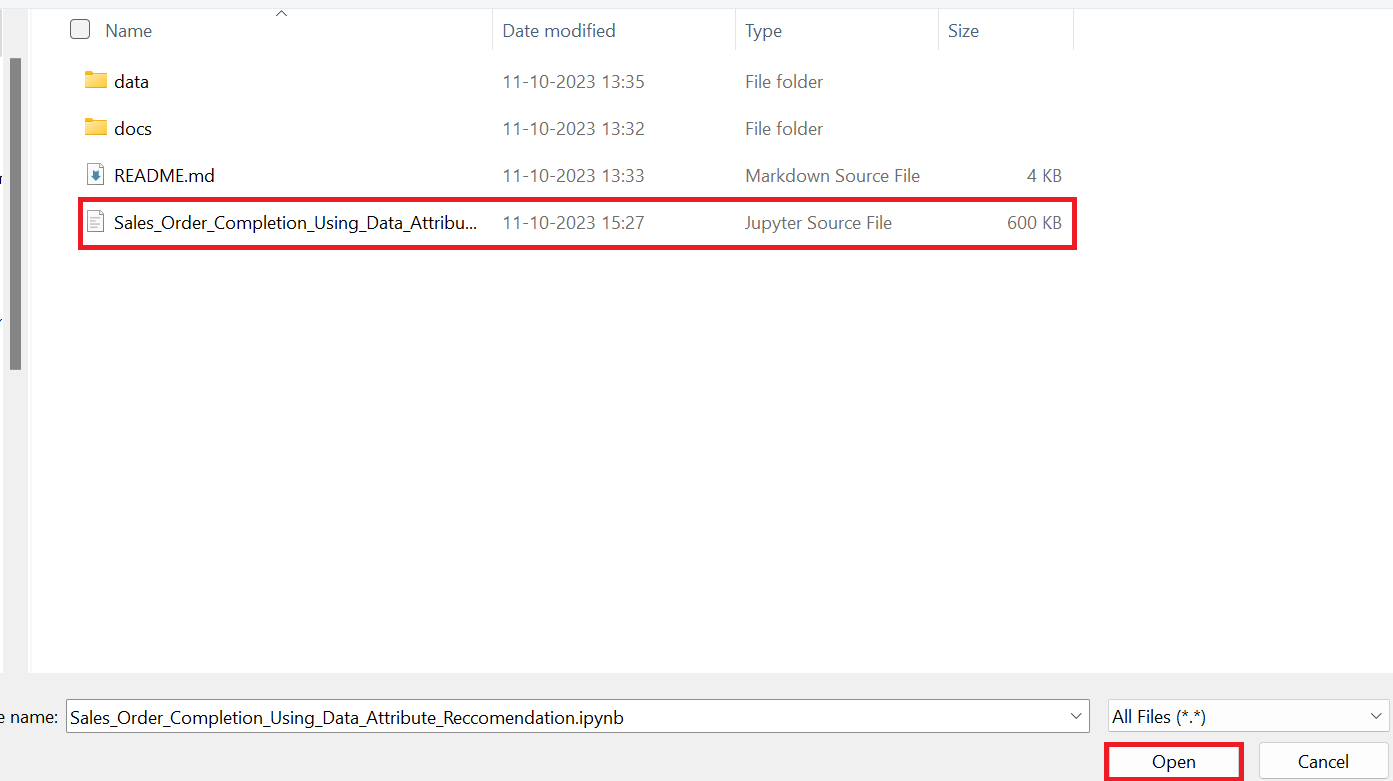 Name Date modified Type Size
data 11-10-2023 13:35 File folder
docs 11-10-2023 13:32 File folder
README.md 11-10-2023 13:33 Markdown Source File 4 KB
Sales_Order_Completion_Using_Data_Attribu... 11-10-2023 15:27 Jupyter Source File 600 KB
e name: Sales_Order_Completion_Using_Data_Attribute_Reccomendation.ipynb All Files (*.*)
Open Cancel